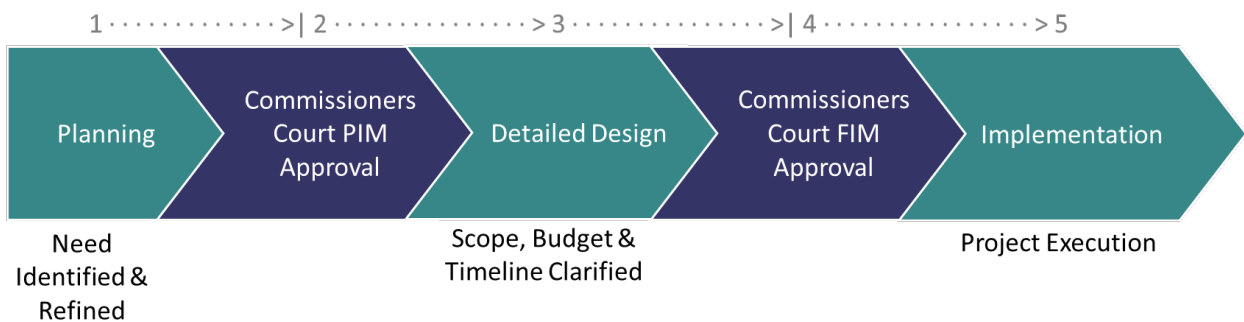 1 · · · · · · · · · · · >| 2 · · · · · · · · · · · · · · > 3 · · · · · · · · · · · · · >| 4 · · · · · · · · · · · · · · > 5
Planning
Commissioners
Court PIM
Approval
Detailed Design
Commissioners
Court FIM
Approval
Implementation
Need
Identified &
Refined
Scope, Budget &
Timeline Clarified
Project Execution